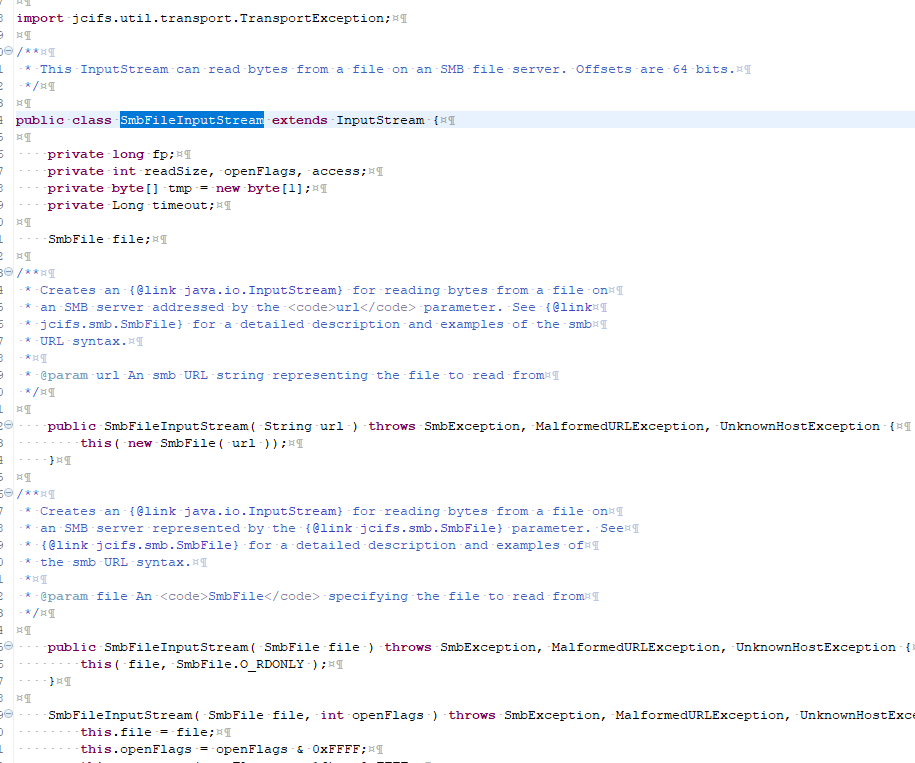 import jcifs.util.transport.TransportException;¤¶
¤¶
/**¤¶
 * This InputStream can read bytes from a file on an SMB file server. Offsets are 64 bits.¤¶
 */¤¶
¤¶
public class SmbFileInputStream extends InputStream {¤¶
¤¶
    private long fp;¤¶
    private int readSize, openFlags, access;¤¶
    private byte[] tmp = new byte[1];¤¶
    private Long timeout;¤¶
¤¶
    SmbFile file;¤¶
¤¶
/**¤¶
 * Creates an {@link java.io.InputStream} for reading bytes from a file on¤¶
 * an SMB server addressed by the <code>url</code> parameter. See {@link¤¶
 * jcifs.smb.SmbFile} for a detailed description and examples of the smb¤¶
 * URL syntax.¤¶
 *¤¶
 * @param url An smb URL string representing the file to read from¤¶
 */¤¶
¤¶
    public SmbFileInputStream( String url ) throws SmbException, MalformedURLException, UnknownHostException {¤¶
        this( new SmbFile( url ));¤¶
    }¤¶
¤¶
/**¤¶
 * Creates an {@link java.io.InputStream} for reading bytes from a file on¤¶
 * an SMB server represented by the {@link jcifs.smb.SmbFile} parameter. See¤¶
 * {@link jcifs.smb.SmbFile} for a detailed description and examples of¤¶
 * the smb URL syntax.¤¶
 *¤¶
 * @param file An <code>SmbFile</code> specifying the file to read from¤¶
 */¤¶
¤¶
    public SmbFileInputStream( SmbFile file ) throws SmbException, MalformedURLException, UnknownHostException {
        this( file, SmbFile.O_RDONLY );¤¶
    }¤¶
¤¶
    SmbFileInputStream( SmbFile file, int openFlags ) throws SmbException, MalformedURLException, UnknownHostExce
        this.file = file;¤¶
        this.openFlags = openFlags & 0xFFFF;¤¶